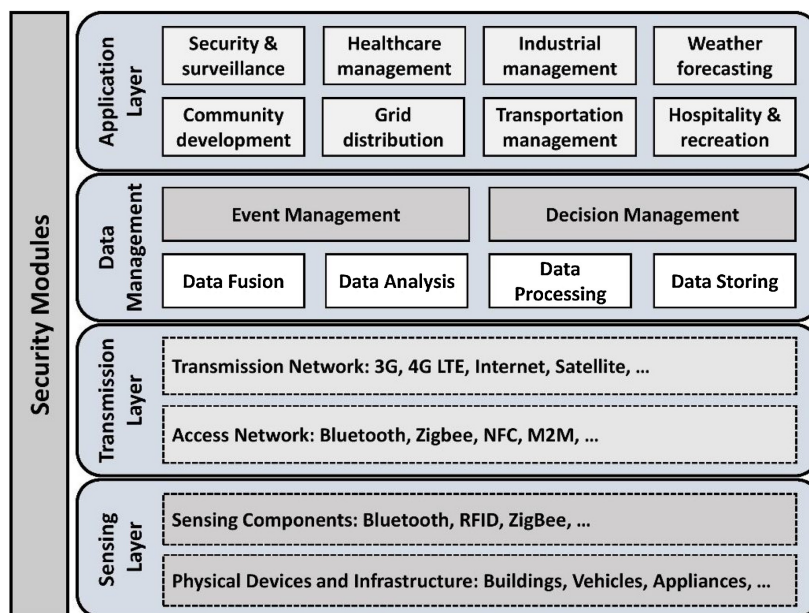 Security Modules
Application
Layer
Security &
surveillance
Healthcare
management
Industrial
management
Weather
forecasting
Community
development
Grid
distribution
Transportation
management
Hospitality &
recreation
Data
Management
Event Management
Decision Management
Data Fusion
Data Analysis
Data
Processing
Data Storing
Transmission
Layer
Transmission Network: 3G, 4G LTE, Internet, Satellite, ...
Access Network: Bluetooth, Zigbee, NFC, M2M, ...
Sensing
Layer
Sensing Components: Bluetooth, RFID, ZigBee, ...
Physical Devices and Infrastructure: Buildings, Vehicles, Appliances, ...